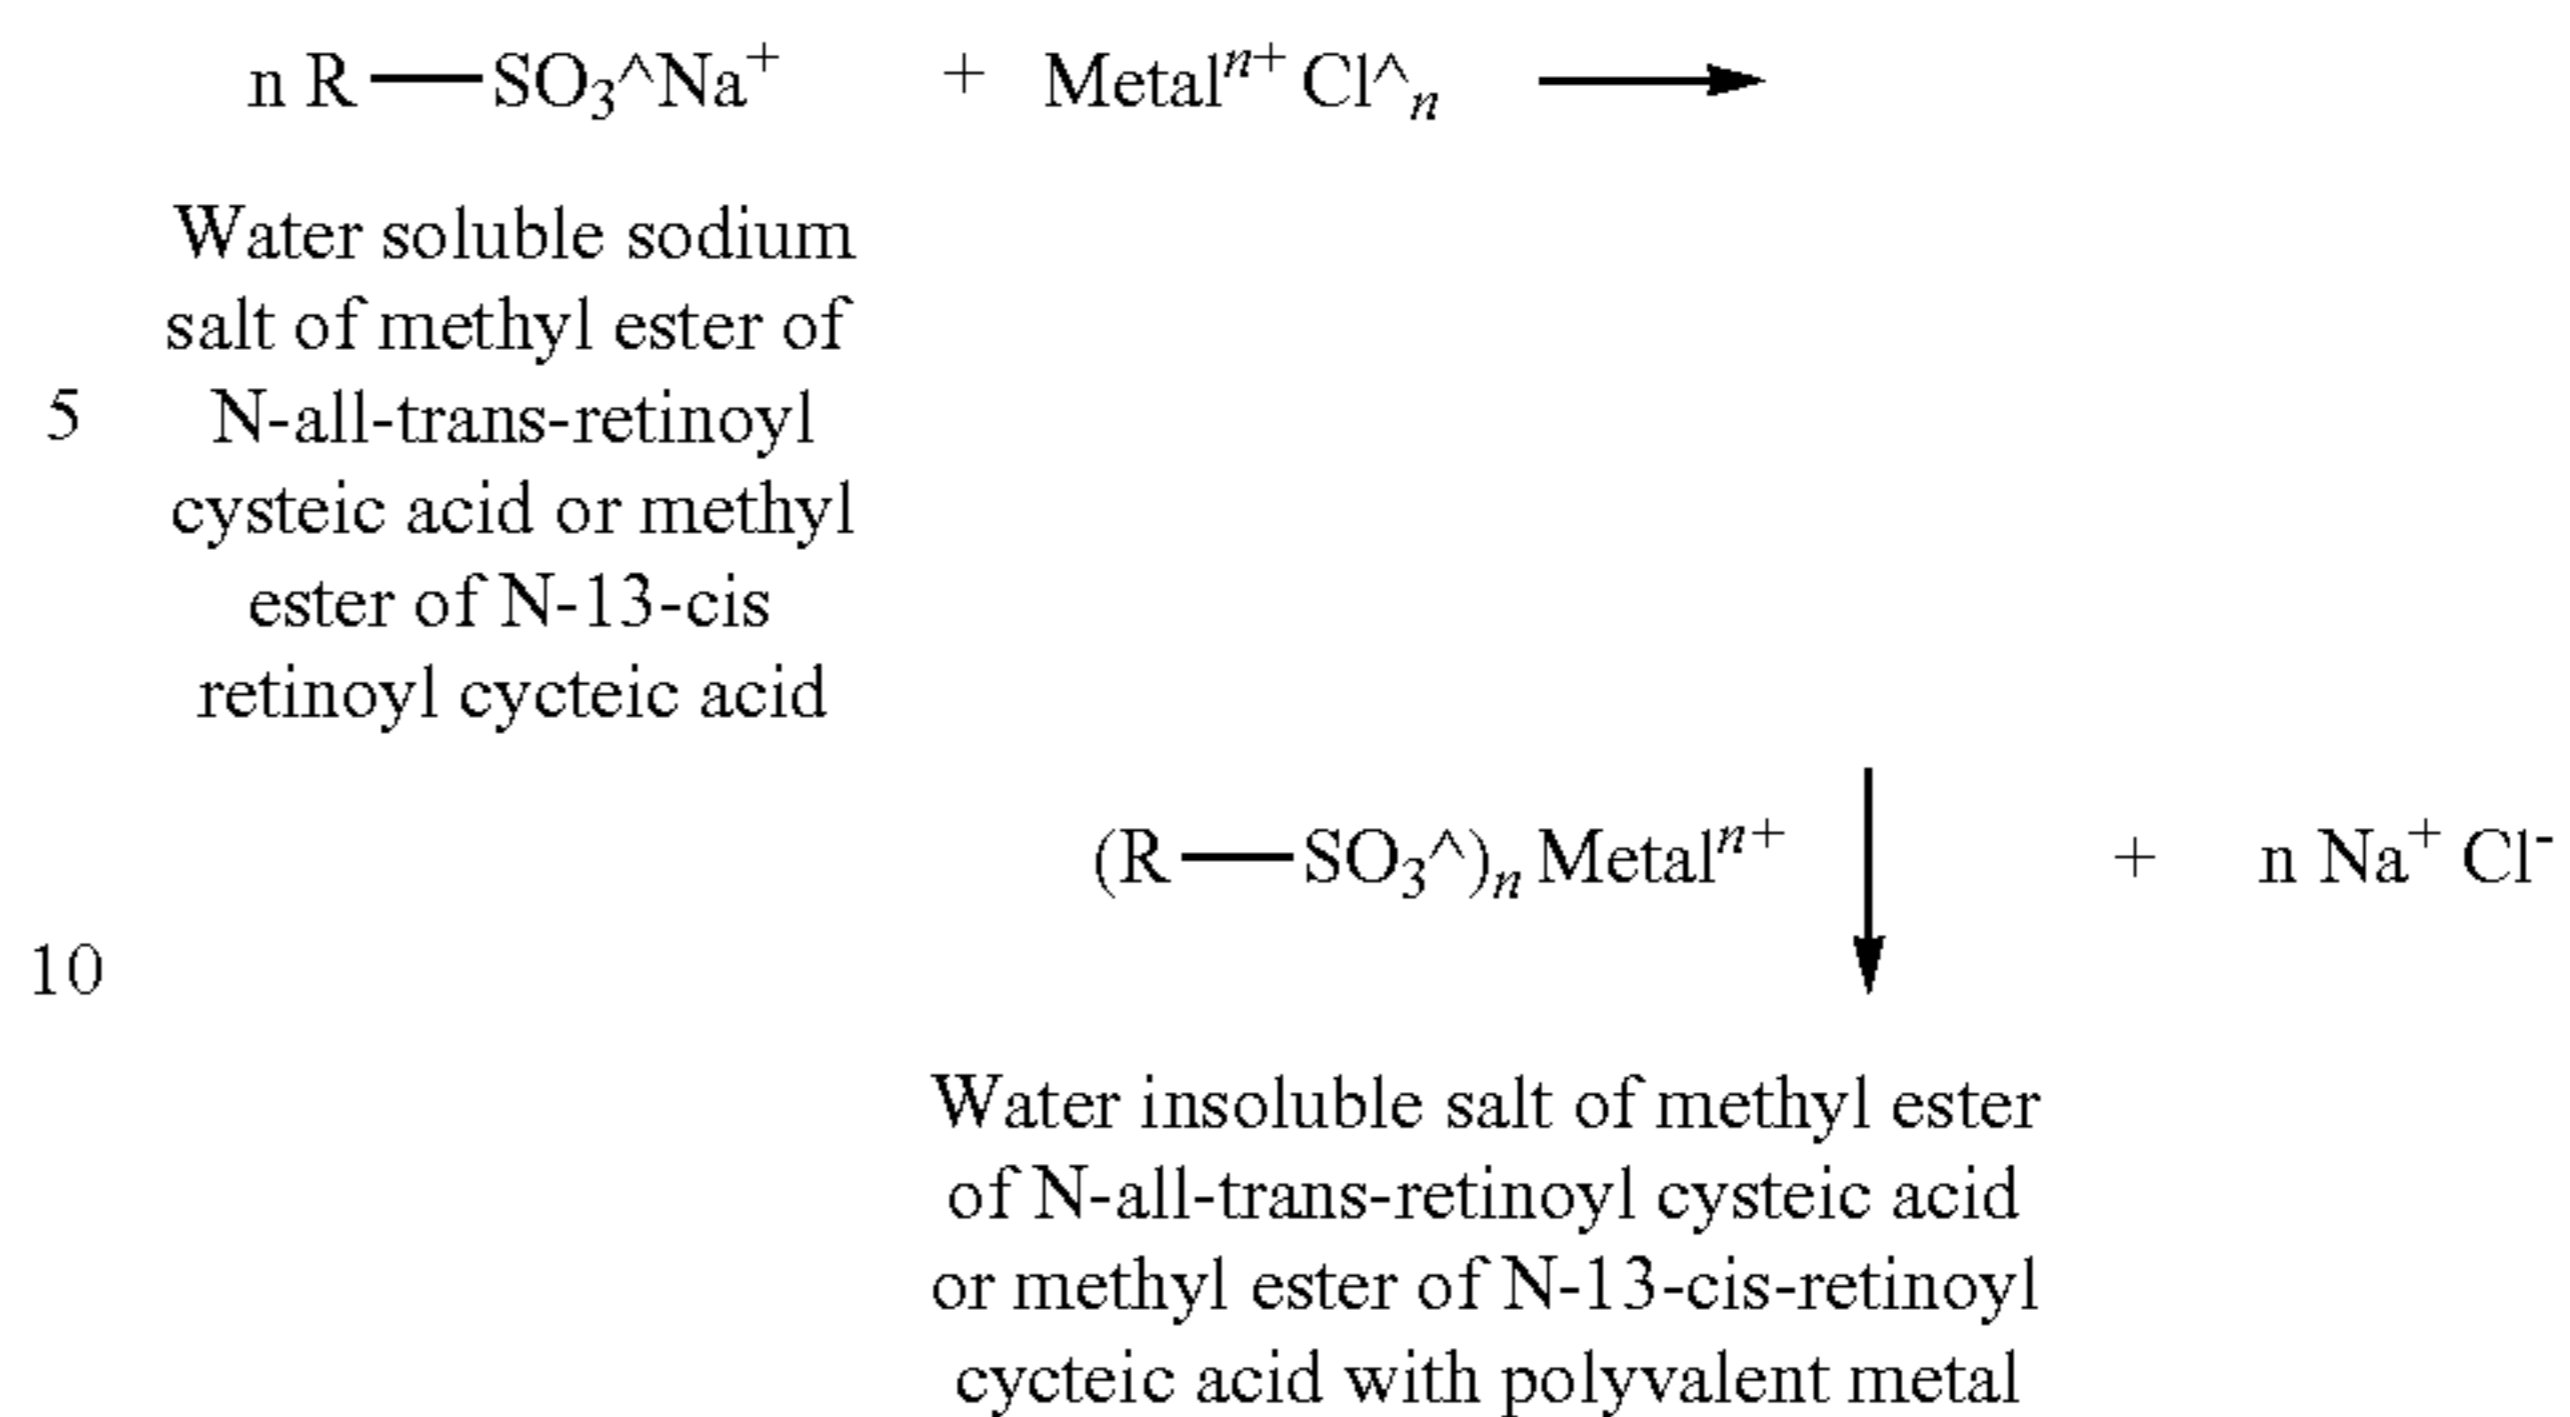 n R—SO₃^Na⁺ + Metalⁿ⁺ Cl^ₙ ⟶
Water soluble sodium
salt of methyl ester of
5 N-all-trans-retinoyl
cysteic acid or methyl
ester of N-13-cis
retinoyl cycteic acid
(R—SO₃^)ₙ Metalⁿ⁺ ↓ + n Na⁺ Cl⁻
10
Water insoluble salt of methyl ester
of N-all-trans-retinoyl cysteic acid
or methyl ester of N-13-cis-retinoyl
cycteic acid with polyvalent metal